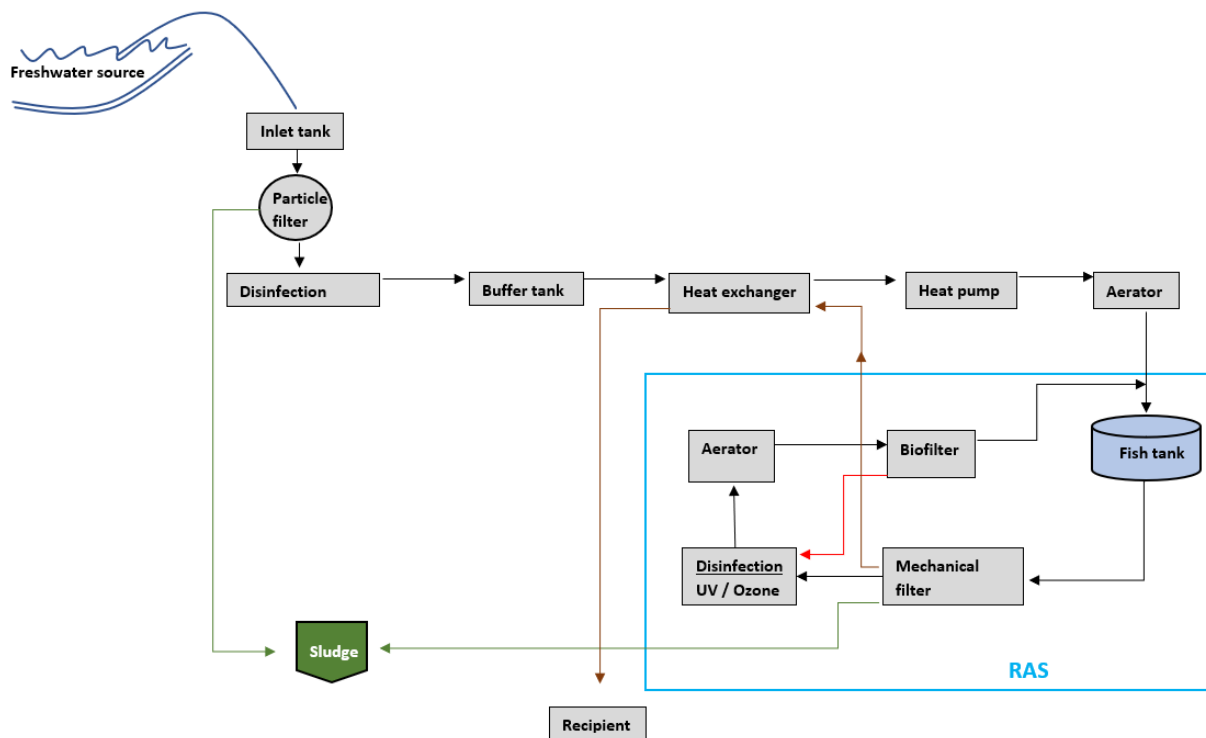 Freshwater source
Inlet tank
Particle
filter
Disinfection
Buffer tank
Heat exchanger
Heat pump
Aerator
Aerator
Biofilter
Fish tank
Disinfection
UV / Ozone
Mechanical
filter
Sludge
RAS
Recipient